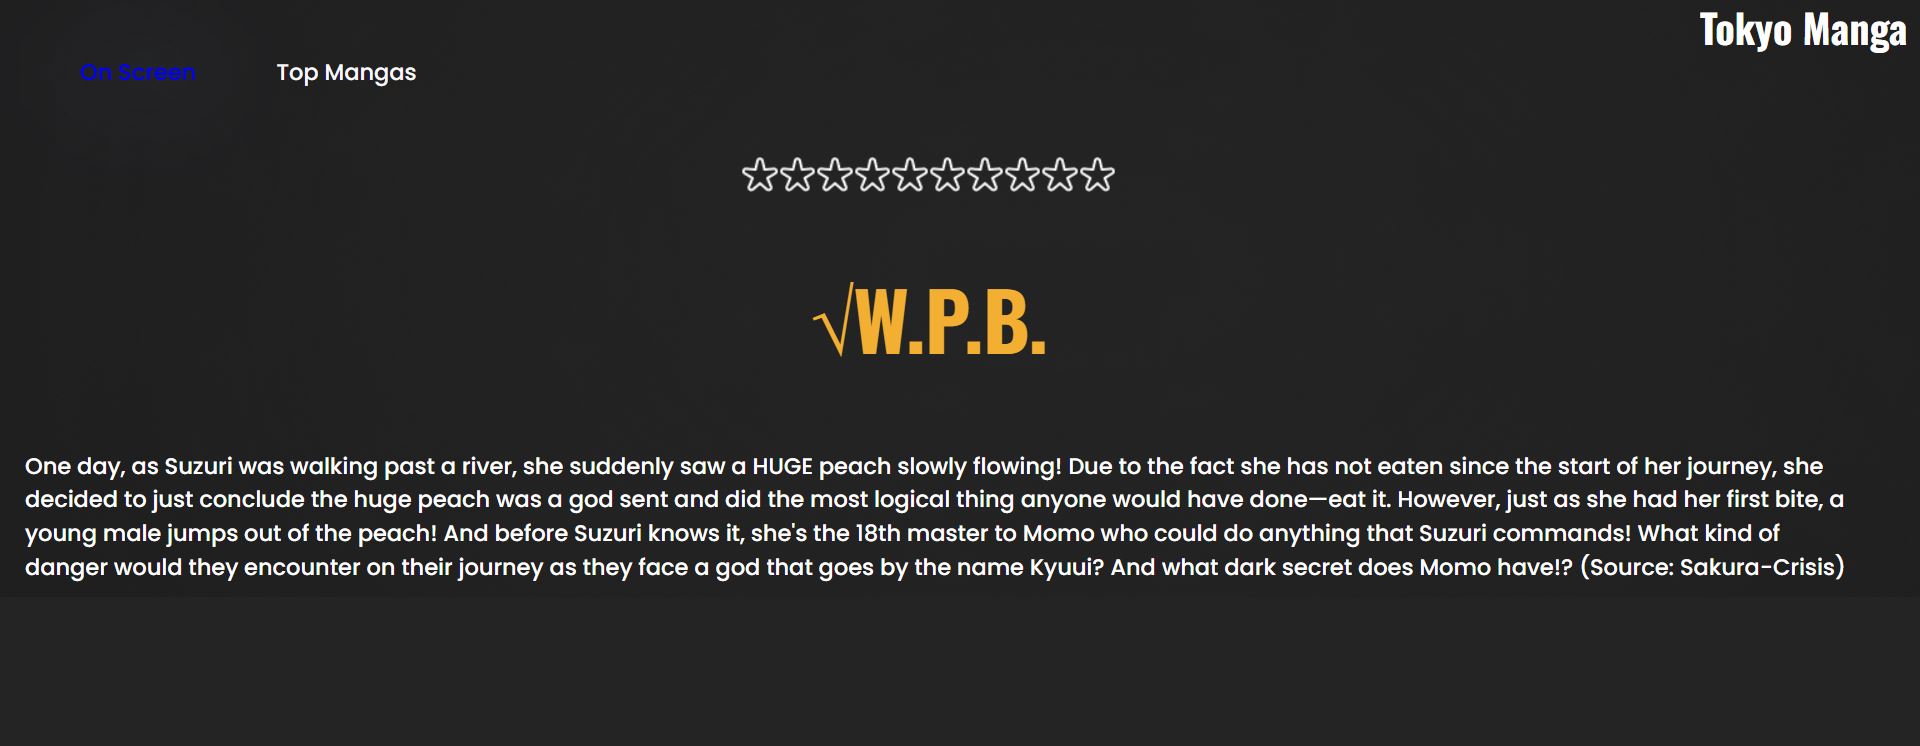 Tokyo Manga
On Screen
Top Mangas
√W.P.B.
One day, as Suzuri was walking past a river, she suddenly saw a HUGE peach slowly flowing! Due to the fact she has not eaten since the start of her journey, she
decided to just conclude the huge peach was a god sent and did the most logical thing anyone would have done—eat it. However, just as she had her first bite, a
young male jumps out of the peach! And before Suzuri knows it, she's the 18th master to Momo who could do anything that Suzuri commands! What kind of
danger would they encounter on their journey as they face a god that goes by the name Kyuui? And what dark secret does Momo have!? (Source: Sakura-Crisis)